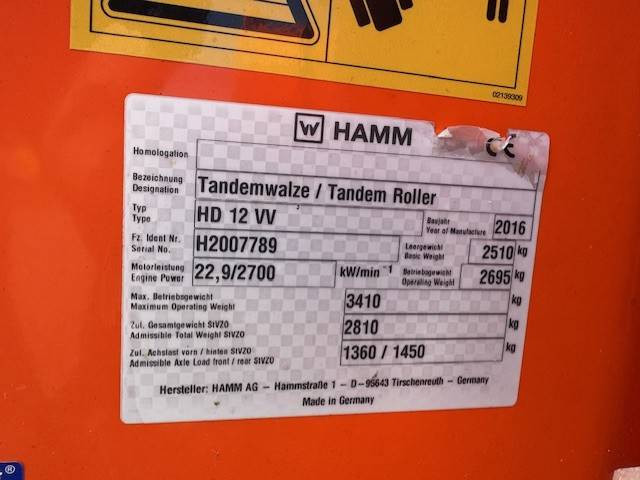 02139309
HAMM
CE
Homologation
Bezeichnung
Designation
Tandemwalze / Tandem Roller
Typ
Type
HD 12 VV
Baujahr
Year of Manufacture
2016
Fz. Ident Nr.
Serial No.
H2007789
Leergewicht
Basic Weight
2510 kg
Motorleistung
Engine Power
22,9/2700 kW/min⁻¹
Betriebsgewicht
Operating Weight
2695 kg
Max. Betriebsgewicht
Maximum Operating Weight
3410 kg
Zul. Gesamtgewicht StVZO
Admissible Total Weight StVZO
2810 kg
Zul. Achslast vorn / hinten StVZO
Admissible Axle Load front / rear StVZO
1360 / 1450 kg
Hersteller: HAMM AG – Hammstraße 1 – D–95643 Tirschenreuth – Germany
Made in Germany
®